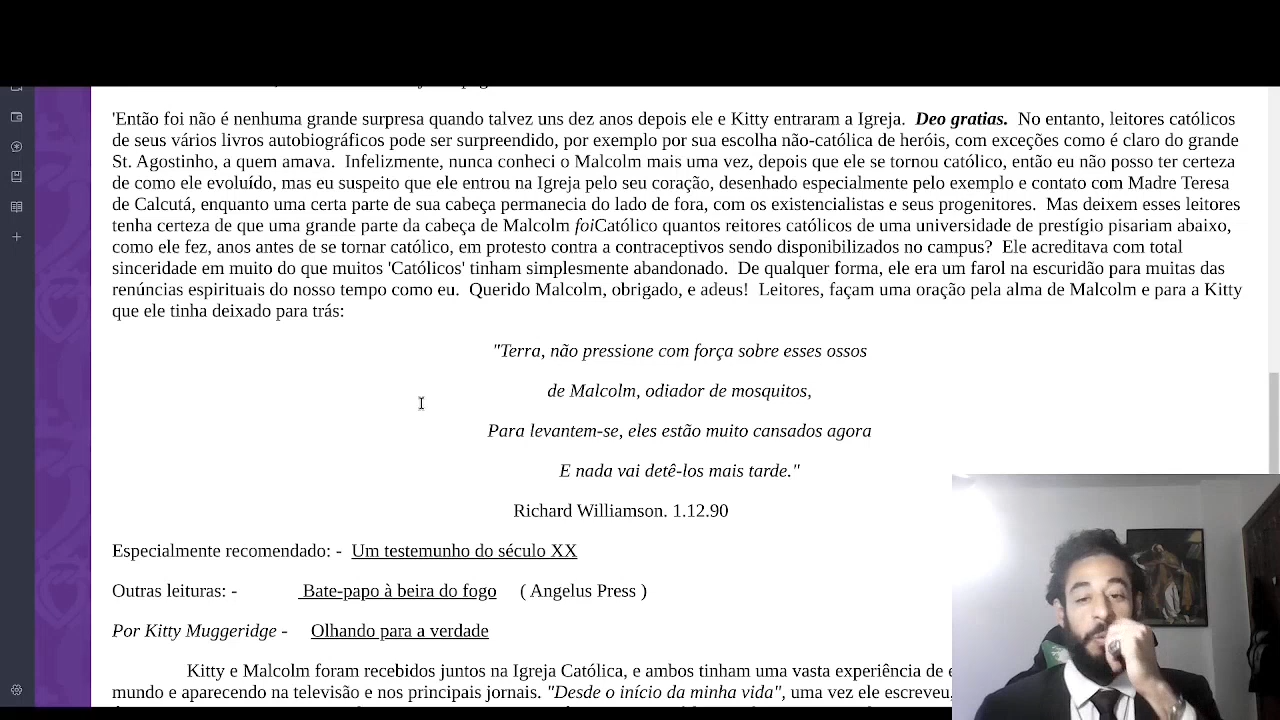 'Então foi não é nenhuma grande surpresa quando talvez uns dez anos depois ele e Kitty entraram a Igreja. Deo gratias. No entanto, leitores católicos
de seus vários livros autobiográficos pode ser surpreendido, por exemplo por sua escolha não-católica de heróis, com exceções como é claro do grande
St. Agostinho, a quem amava. Infelizmente, nunca conheci o Malcolm mais uma vez, depois que ele se tornou católico, então eu não posso ter certeza
de como ele evoluído, mas eu suspeito que ele entrou na Igreja pelo seu coração, desenhado especialmente pelo exemplo e contato com Madre Teresa
de Calcutá, enquanto uma certa parte de sua cabeça permanecia do lado de fora, com os existencialistas e seus progenitores. Mas deixem esses leitores
tenha certeza de que uma grande parte da cabeça de Malcolm foiCatólico quantos reitores católicos de uma universidade de prestígio pisariam abaixo,
como ele fez, anos antes de se tornar católico, em protesto contra a contraceptivos sendo disponibilizados no campus? Ele acreditava com total
sinceridade em muito do que muitos 'Católicos' tinham simplesmente abandonado. De qualquer forma, ele era um farol na escuridão para muitas das
renúncias espirituais do nosso tempo como eu. Querido Malcolm, obrigado, e adeus! Leitores, façam uma oração pela alma de Malcolm e para a Kitty
que ele tinha deixado para trás:
"Terra, não pressione com força sobre esses ossos
de Malcolm, odiador de mosquitos,
Para levantem-se, eles estão muito cansados agora
E nada vai detê-los mais tarde."
Richard Williamson. 1.12.90
Especialmente recomendado: - Um testemunho do século XX
Outras leituras: - Bate-papo à beira do fogo ( Angelus Press )
Por Kitty Muggeridge - Olhando para a verdade
Kitty e Malcolm foram recebidos juntos na Igreja Católica, e ambos tinham uma vasta experiência de
mundo e aparecendo na televisão e nos principais jornais. "Desde o início da minha vida", uma vez ele escreveu,